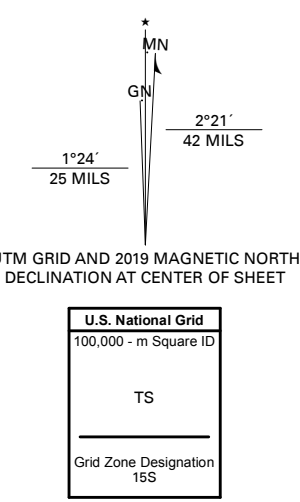 MN
GN
2°21´
42 MILS
1°24´
25 MILS
UTM GRID AND 2019 MAGNETIC NORTH
DECLINATION AT CENTER OF SHEET
U.S. National Grid
100,000 - m Square ID
TS
Grid Zone Designation
15S